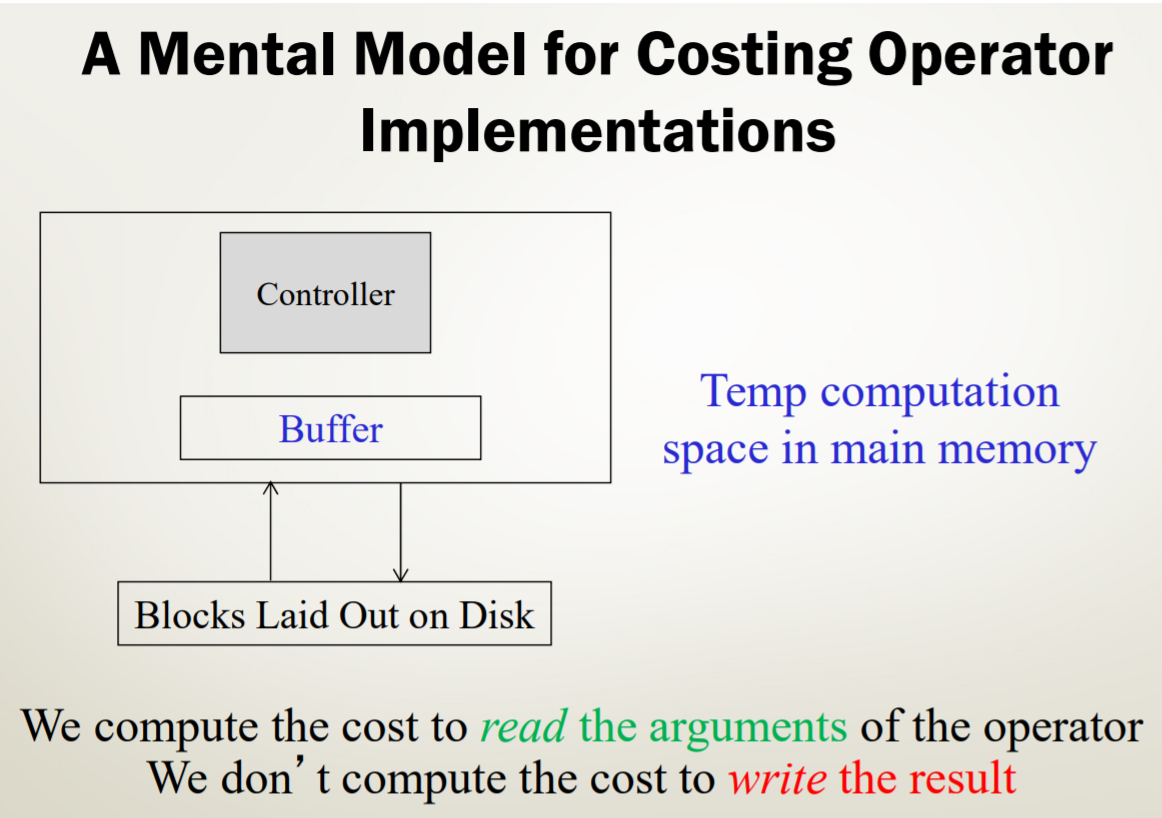 A Mental Model for Costing Operator
Implementations
Controller
Buffer
Temp computation
space in main memory
Blocks Laid Out on Disk
We compute the cost to read the arguments of the operator
We don’t compute the cost to write the result